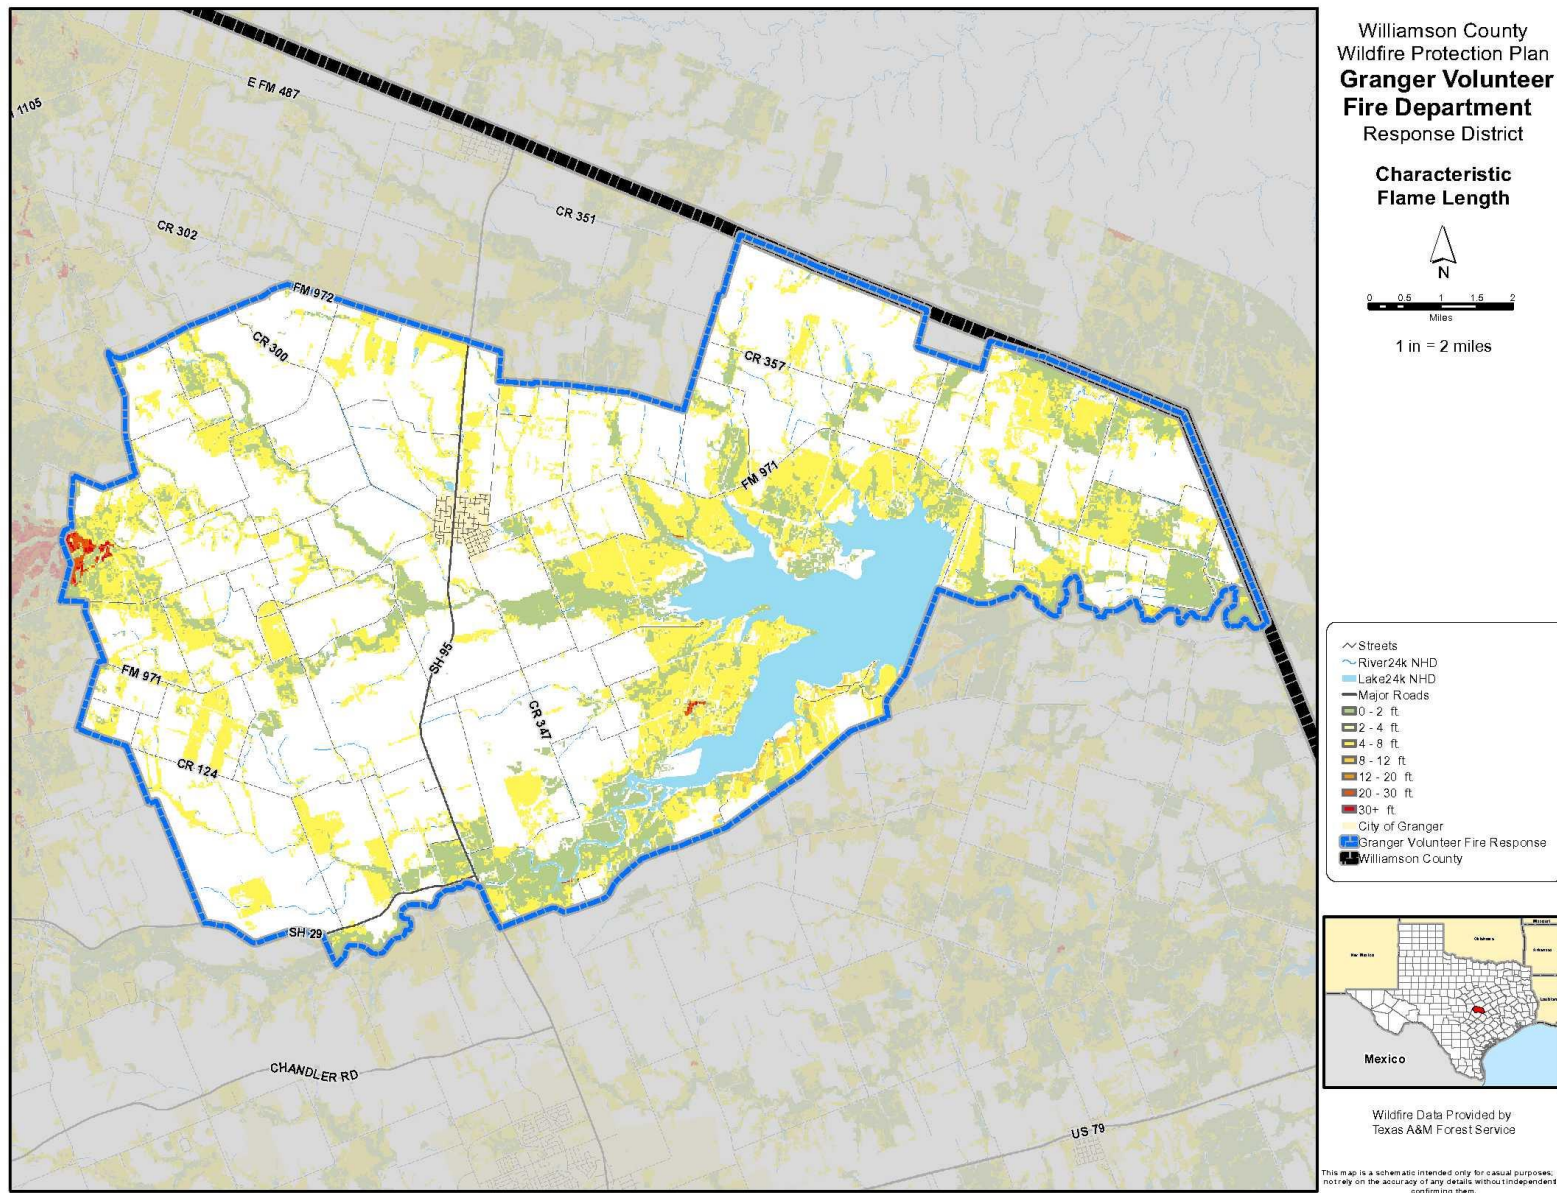 Williamson County
Wildfire Protection Plan
Granger Volunteer
Fire Department
Response District
Characteristic
Flame Length
N
0 0.5 1 1.5 2
Miles
1 in = 2 miles
1105
E FM 487
CR 351
CR 302
FM 972
CR 300
CR 357
FM 971
SH 95
FM 971
CR 347
CR 124
SH 29
CHANDLER RD
US 79
Streets
River24k NHD
Lake24k NHD
Major Roads
0 - 2 ft.
2 - 4 ft.
4 - 8 ft.
8 - 12 ft.
12 - 20 ft.
20 - 30 ft.
30+ ft.
City of Granger
Granger Volunteer Fire Response
Williamson County
New Mexico
Oklahoma
Missouri
Arkansas
Mexico
Wildfire Data Provided by
Texas A&M Forest Service
This map is a schematic intended only for casual purposes;
not rely on the accuracy of any details without independent
confirming them.